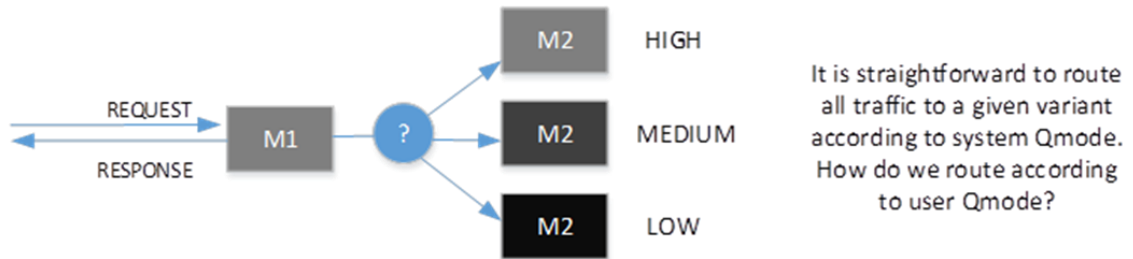 REQUEST
RESPONSE
M1
?
M2
HIGH
M2
MEDIUM
M2
LOW
It is straightforward to route
all traffic to a given variant
according to system Qmode.
How do we route according
to user Qmode?